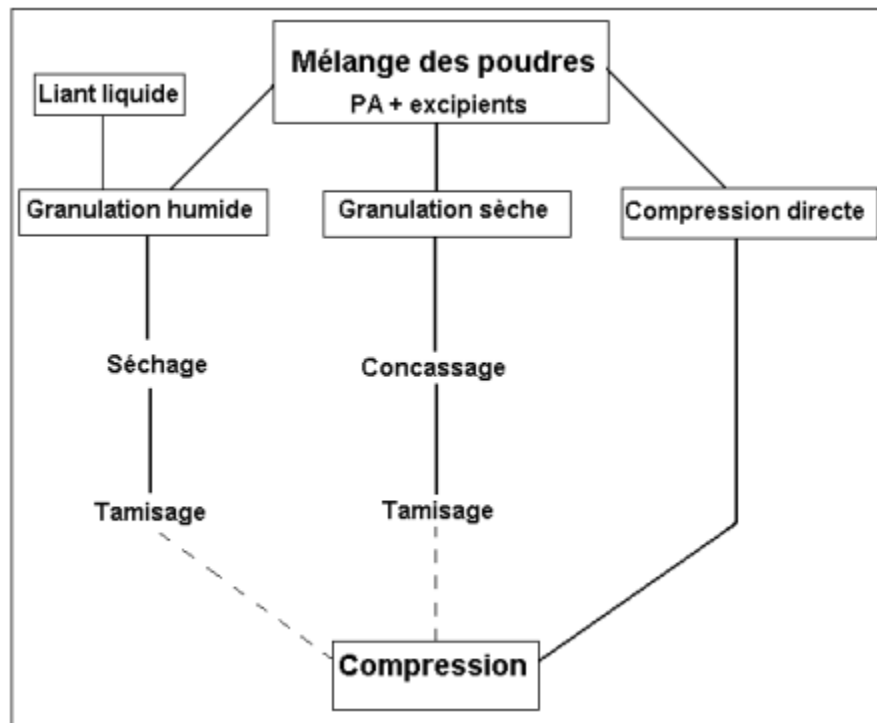 Mélange des poudres
PA + excipients
Liant liquide
Granulation humide
Granulation sèche
Compression directe
Séchage
Concassage
Tamisage
Tamisage
Compression